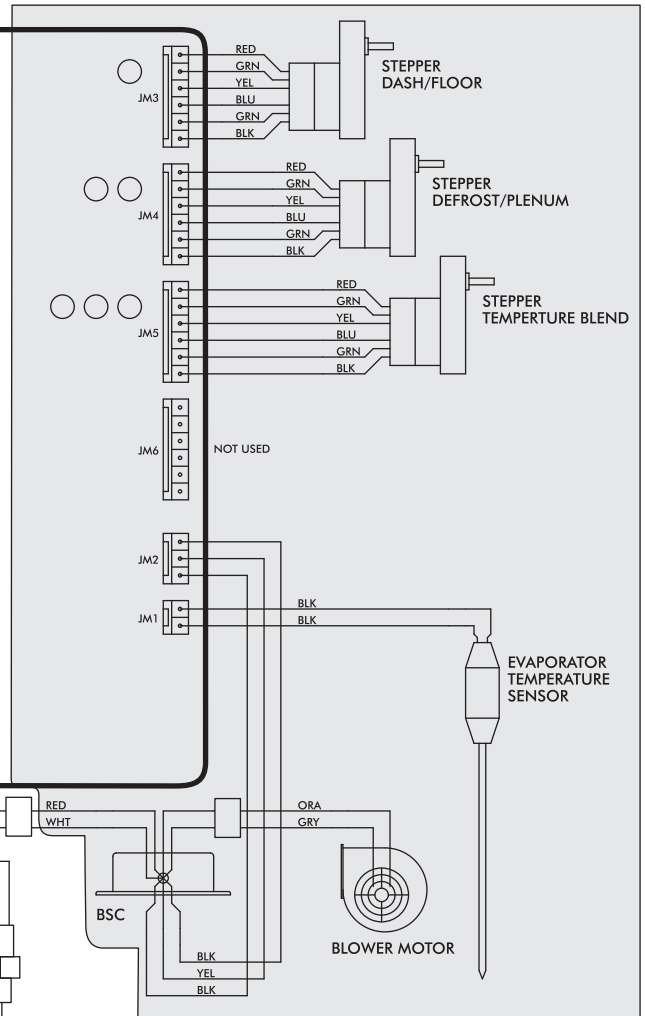 RED
GRN
YEL
JM3
BLU
GRN
BLK
STEPPER
DASH/FLOOR
RED
GRN
YEL
JM4
BLU
GRN
BLK
STEPPER
DEFROST/PLENUM
RED
GRN
YEL
JM5
BLU
GRN
BLK
STEPPER
TEMPERTURE BLEND
JM6
NOT USED
JM2
JM1
BLK
BLK
EVAPORATOR
TEMPERATURE
SENSOR
RED
WHT
ORA
GRY
BSC
BLOWER MOTOR
BLK
YEL
BLK